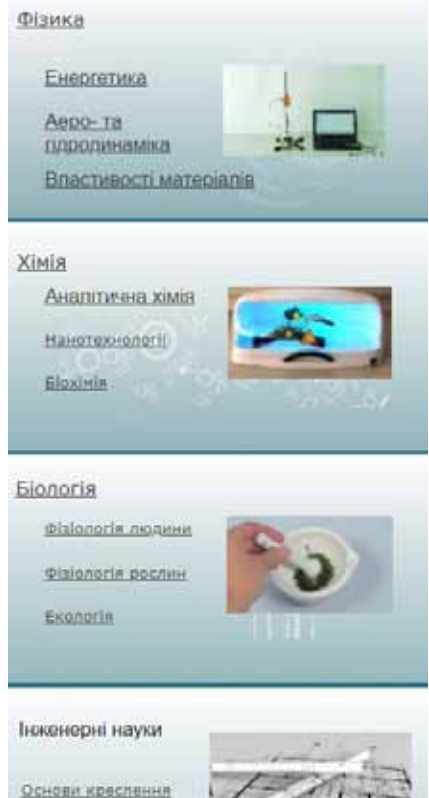 Фізика
Енергетика
Аеро- та
гідродинаміка
Властивості матеріалів
Хімія
Аналітична хімія
Нанотехнології
Біохімія
Біологія
Фізіологія людини
Фізіологія рослин
Екологія
Інженерні науки
Основи креслення